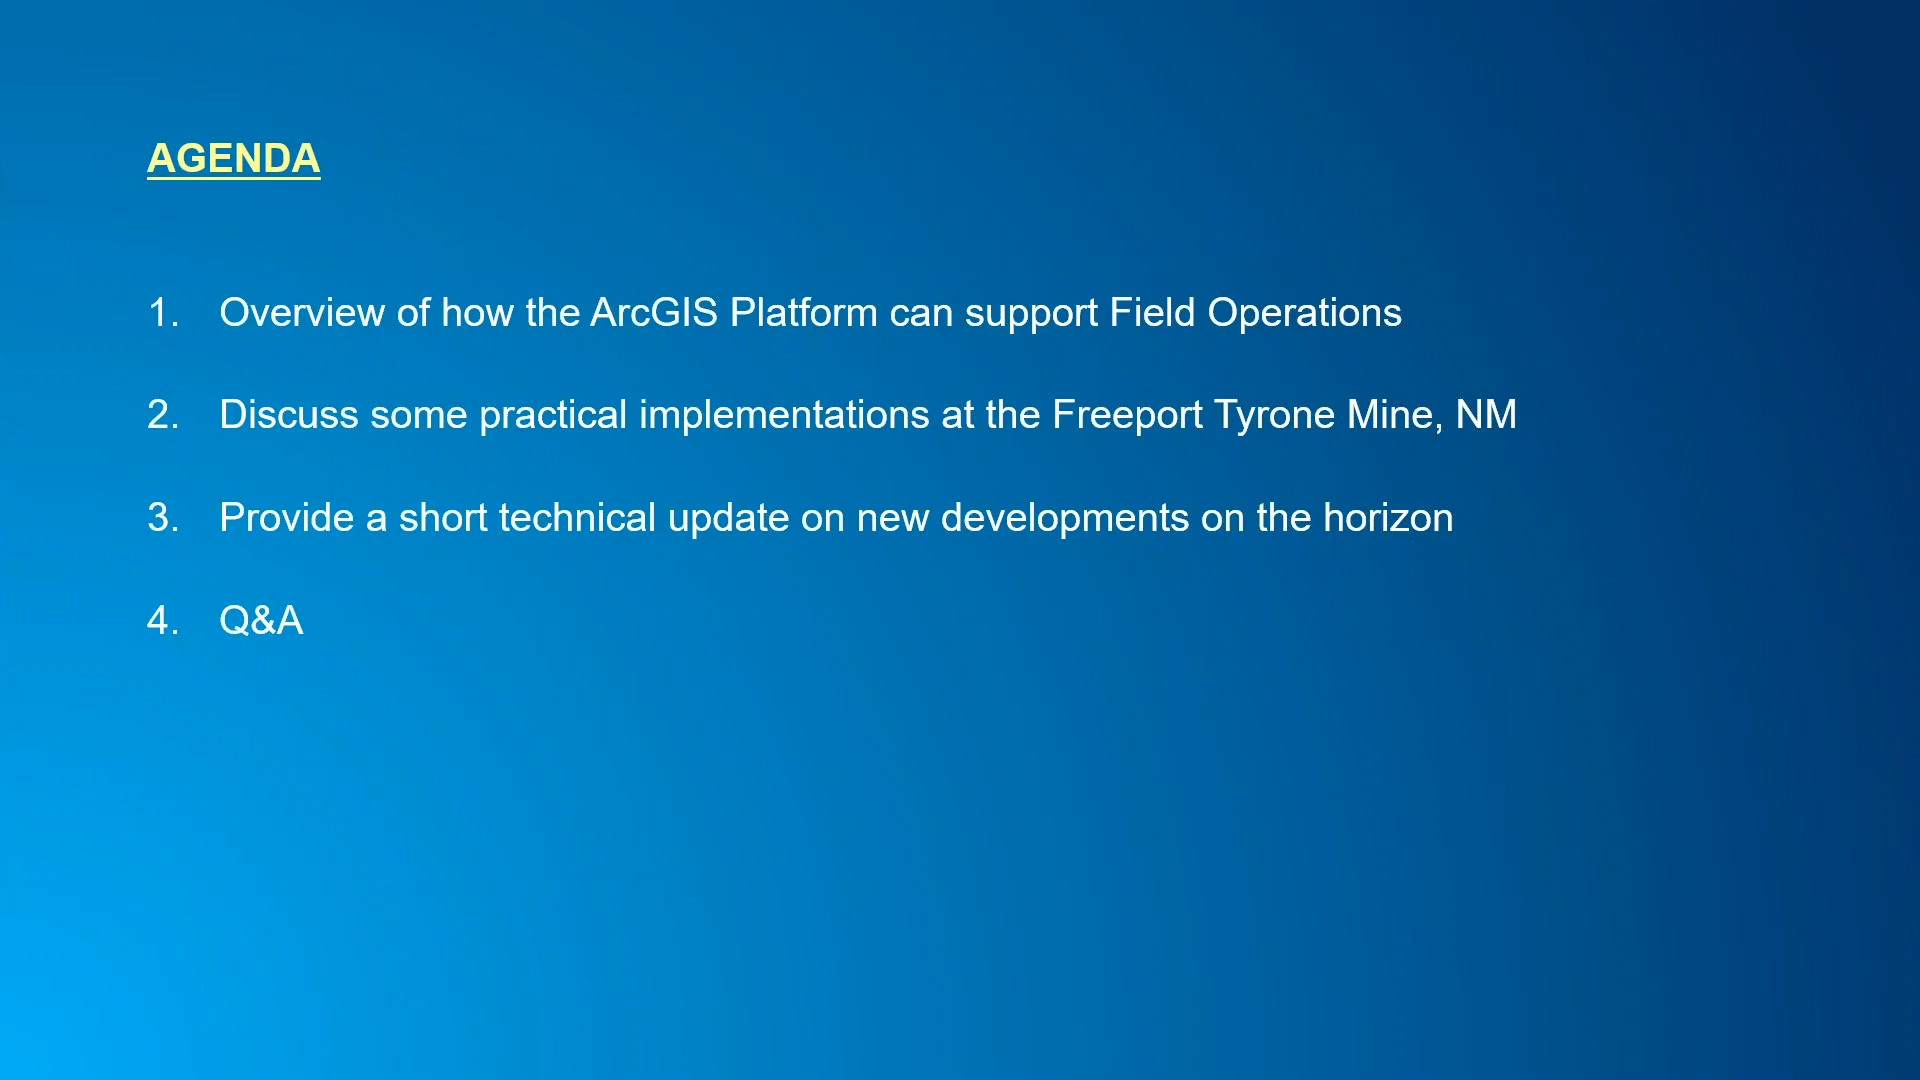 AGENDA
1. Overview of how the ArcGIS Platform can support Field Operations
2. Discuss some practical implementations at the Freeport Tyrone Mine, NM
3. Provide a short technical update on new developments on the horizon
4. Q&A